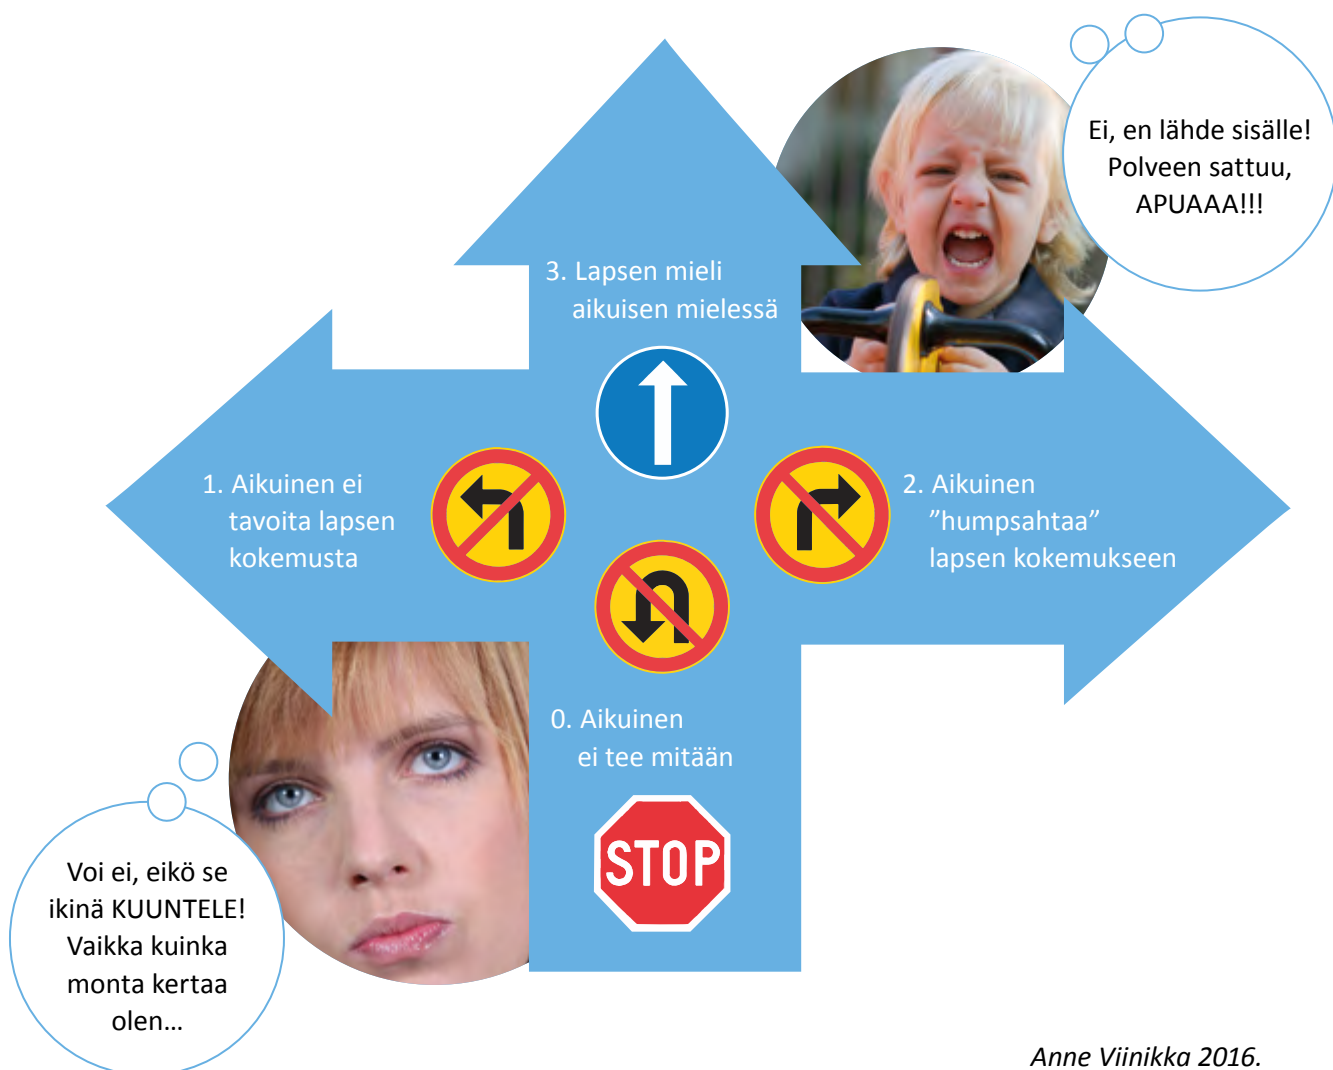 Ei, en lähde sisälle!
Polveen sattuu,
APUAAA!!!
3. Lapsen mieli
aikuisen mielessä
1. Aikuinen ei
tavoita lapsen
kokemusta
2. Aikuinen
”humpsahtaa”
lapsen kokemukseen
0. Aikuinen
ei tee mitään
STOP
Voi ei, eikö se
ikinä KUUNTELE!
Vaikka kuinka
monta kertaa
olen...
Anne Viinikka 2016.